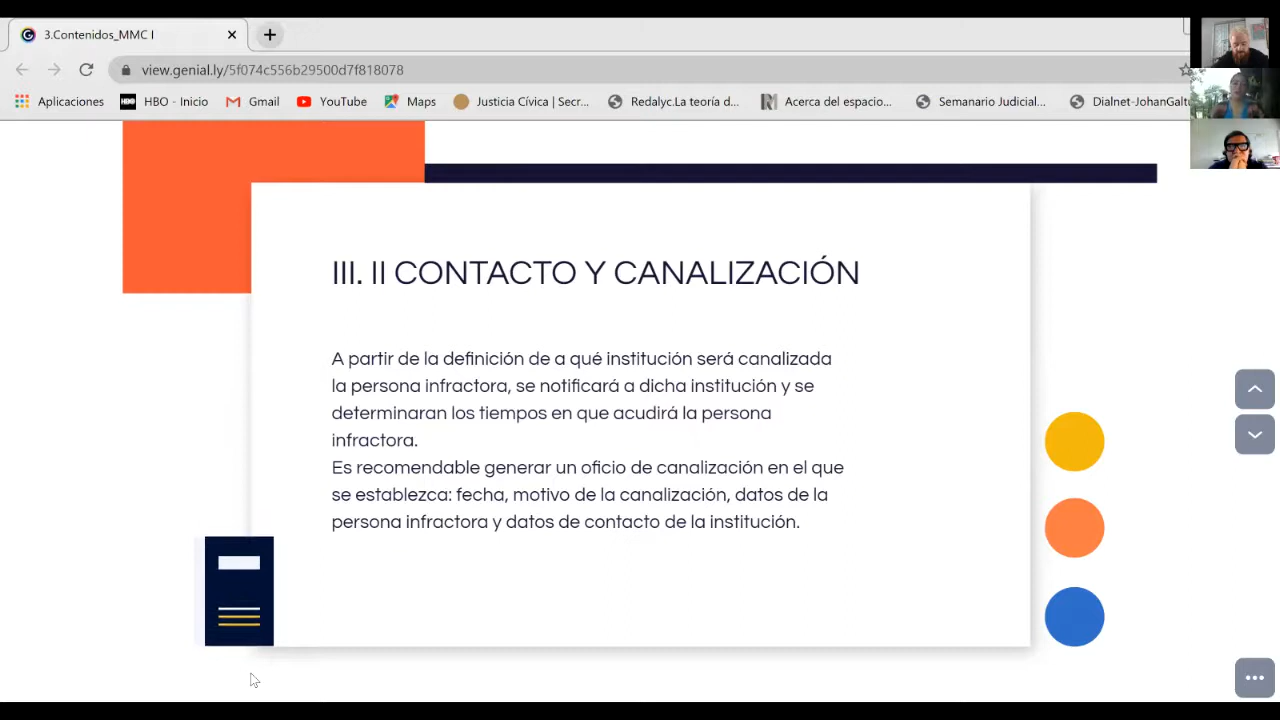 3.Contenidos_MMC I
view.genial.ly/5f074c556b29500d7f818078
Aplicaciones HBO - Inicio Gmail YouTube Maps Justicia Cívica | Secr... Redalyc.La teoría d... Acerca del espacio... Semanario Judicial... Dialnet-JohanGaltu
HBO
III. II CONTACTO Y CANALIZACIÓN
A partir de la definición de a qué institución será canalizada
la persona infractora, se notificará a dicha institución y se
determinaran los tiempos en que acudirá la persona
infractora.
Es recomendable generar un oficio de canalización en el que
se establezca: fecha, motivo de la canalización, datos de la
persona infractora y datos de contacto de la institución.